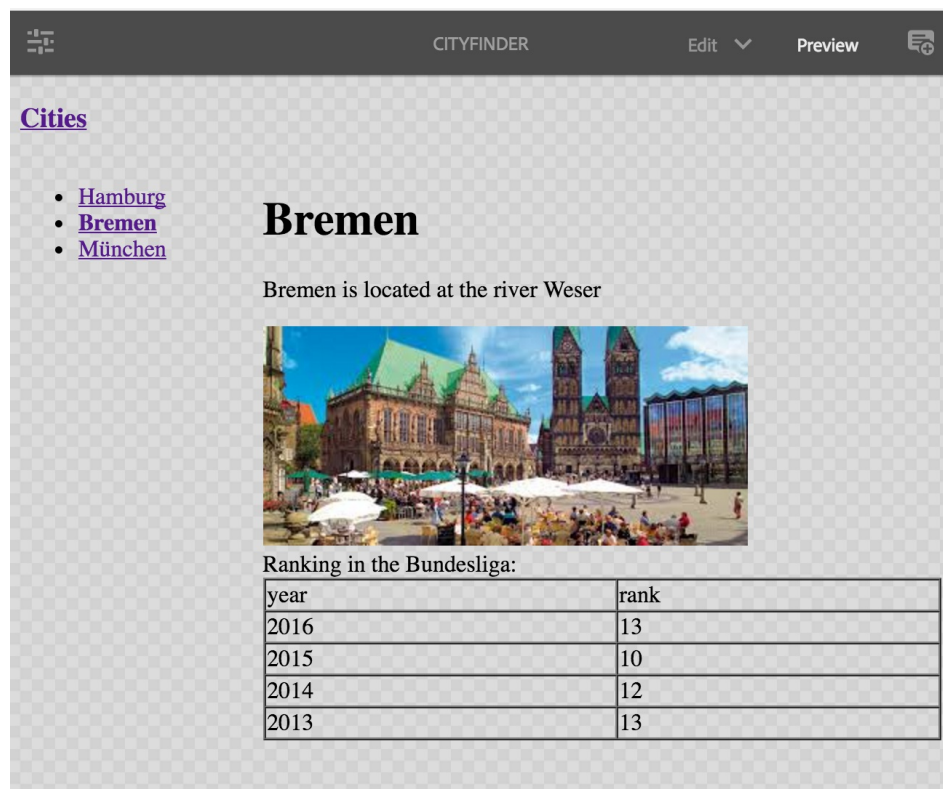 CITYFINDER Edit Preview
Cities
Hamburg
Bremen
München
Bremen
Bremen is located at the river Weser
Ranking in the Bundesliga:
year rank
2016 13
2015 10
2014 12
2013 13